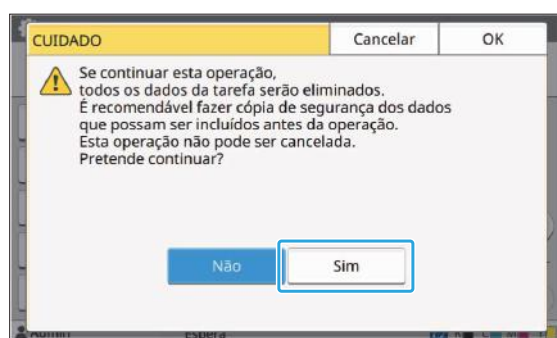 CUIDADO
Cancelar
OK
Se continuar esta operação,
todos os dados da tarefa serão eliminados.
É recomendável fazer cópia de segurança dos dados
que possam ser incluídos antes da operação.
Esta operação não pode ser cancelada.
Pretende continuar?
Não
Sim
Admin
Espera